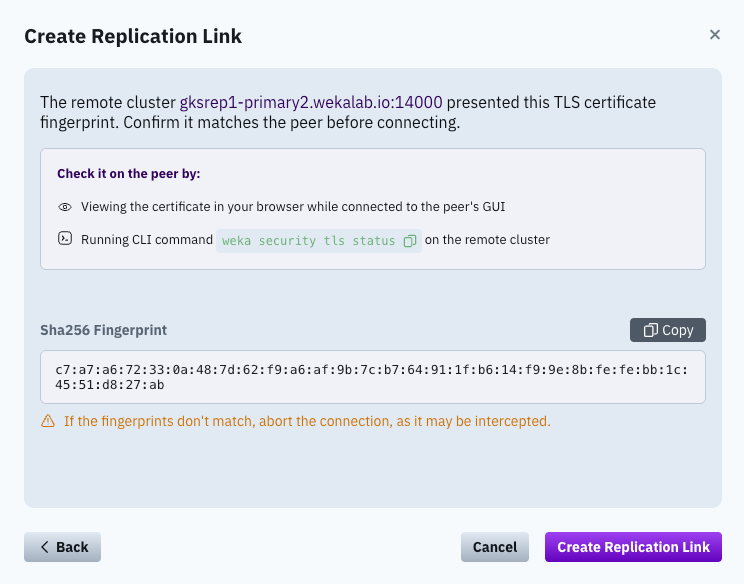 Create Replication Link
The remote cluster gksrep1-primary2.wekalab.io:14000 presented this TLS certificate
fingerprint. Confirm it matches the peer before connecting.
Check it on the peer by:
Viewing the certificate in your browser while connected to the peer's GUI
Running CLI command weka security tls status on the remote cluster
Sha256 Fingerprint
Copy
c7:a7:a6:72:33:0a:48:7d:62:f9:a6:af:9b:7c:b7:64:91:1f:b6:14:f9:9e:8b:fe:fe:bb:1c:
45:51:d8:27:ab
If the fingerprints don't match, abort the connection, as it may be intercepted.
Back
Cancel
Create Replication Link